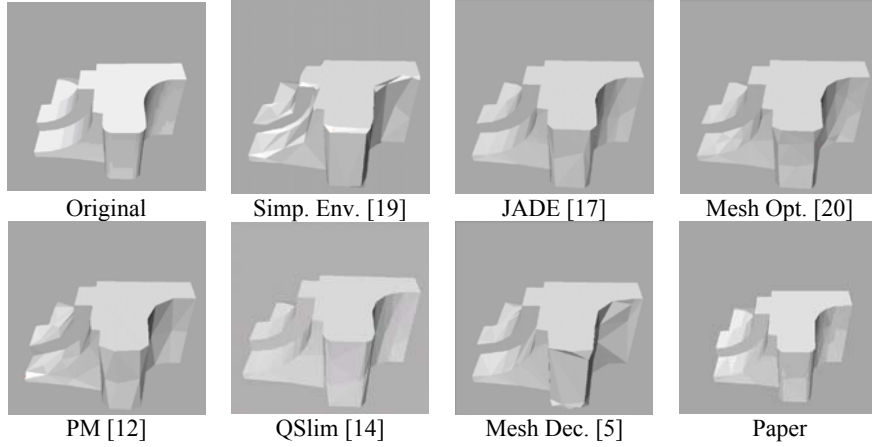 Original
Simp. Env. [19]
JADE [17]
Mesh Opt. [20]
PM [12]
QSlim [14]
Mesh Dec. [5]
Paper